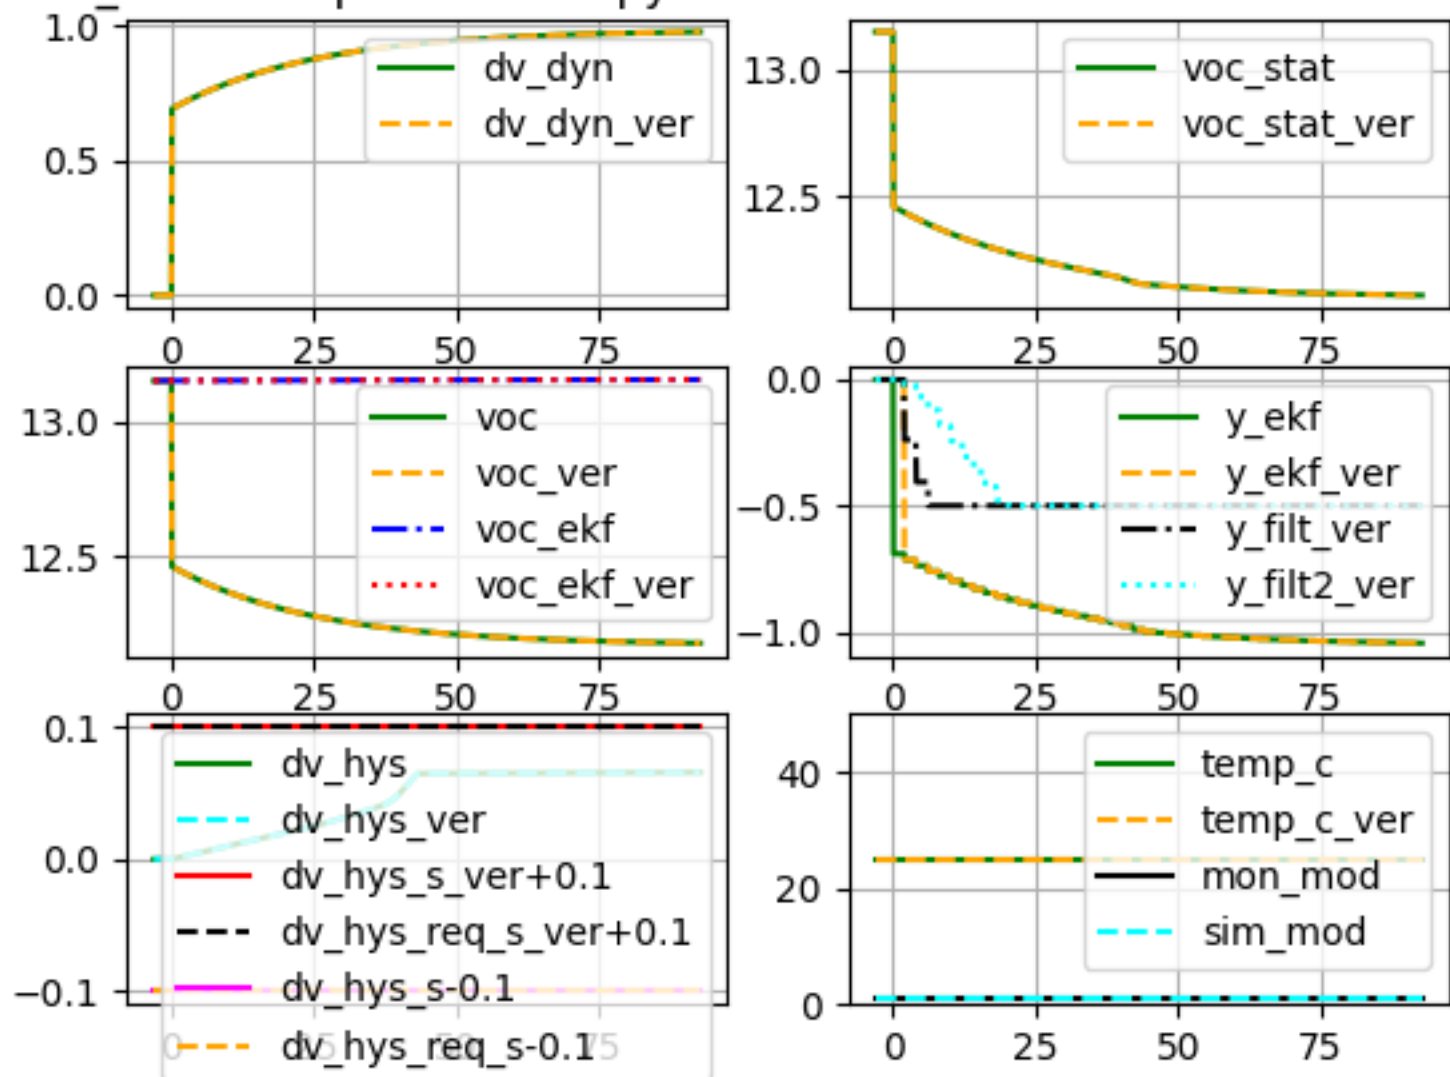 1.0
0.5
0.0
dv_dyn
dv_dyn_ver
0 25 50 75
13.0
12.5
voc_stat
voc_stat_ver
0 25 50 75
13.0
12.5
voc
voc_ver
voc_ekf
voc_ekf_ver
0 25 50 75
0.0
−0.5
−1.0
y_ekf
y_ekf_ver
y_filt_ver
y_filt2_ver
0 25 50 75
0.1
0.0
−0.1
dv_hys
dv_hys_ver
dv_hys_s_ver+0.1
dv_hys_req_s_ver+0.1
dv_hys_s-0.1
dv_hys_req_s-0.1
0 25 50 75
40
20
0
temp_c
temp_c_ver
mon_mod
sim_mod
0 25 50 75